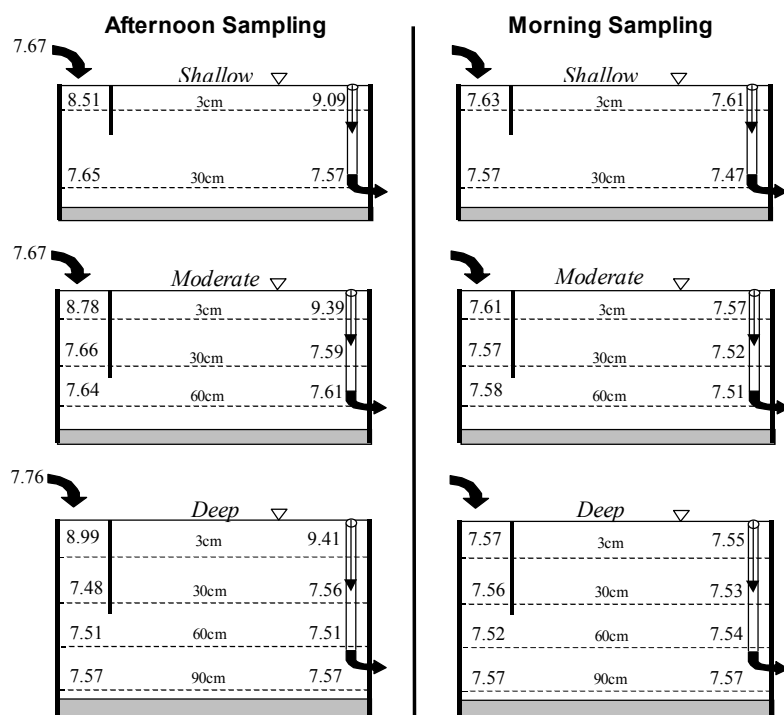 Afternoon Sampling
7.67
Shallow
8.51 3cm 9.09
7.65 30cm 7.57
7.67
Moderate
8.78 3cm 9.39
7.66 30cm 7.59
7.64 60cm 7.61
7.76
Deep
8.99 3cm 9.41
7.48 30cm 7.56
7.51 60cm 7.51
7.57 90cm 7.57
Morning Sampling
Shallow
7.63 3cm 7.61
7.57 30cm 7.47
Moderate
7.61 3cm 7.57
7.57 30cm 7.52
7.58 60cm 7.51
Deep
7.57 3cm 7.55
7.56 30cm 7.53
7.52 60cm 7.54
7.57 90cm 7.57